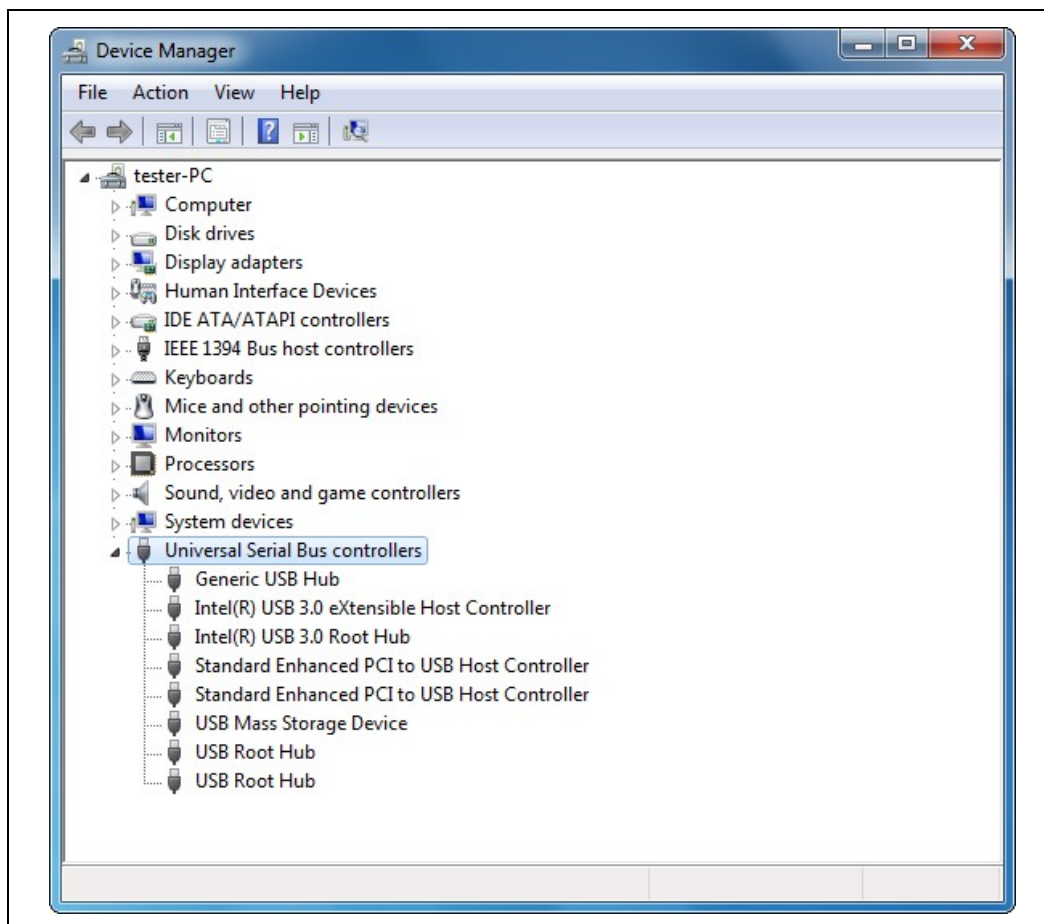 Device Manager
File Action View Help
tester-PC
Computer
Disk drives
Display adapters
Human Interface Devices
IDE ATA/ATAPI controllers
IEEE 1394 Bus host controllers
Keyboards
Mice and other pointing devices
Monitors
Processors
Sound, video and game controllers
System devices
Universal Serial Bus controllers
Generic USB Hub
Intel(R) USB 3.0 eXtensible Host Controller
Intel(R) USB 3.0 Root Hub
Standard Enhanced PCI to USB Host Controller
Standard Enhanced PCI to USB Host Controller
USB Mass Storage Device
USB Root Hub
USB Root Hub